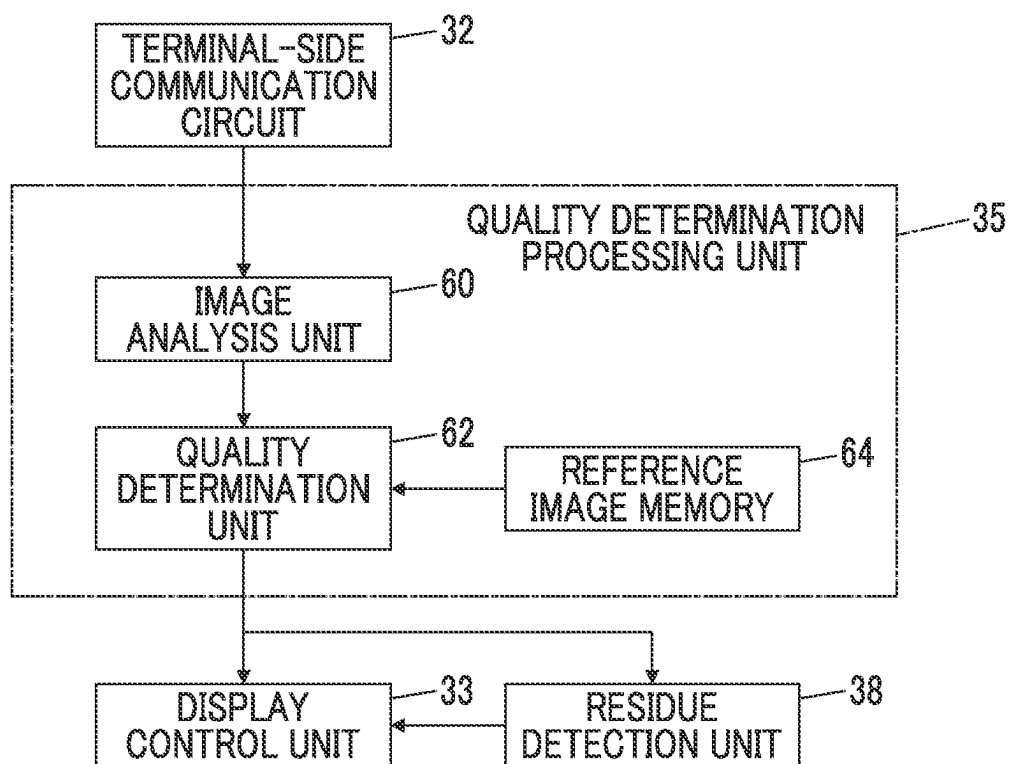 TERMINAL-SIDE
COMMUNICATION
CIRCUIT
32
QUALITY DETERMINATION
PROCESSING UNIT
35
IMAGE
ANALYSIS UNIT
60
QUALITY
DETERMINATION
UNIT
62
REFERENCE
IMAGE MEMORY
64
DISPLAY
CONTROL UNIT
33
RESIDUE
DETECTION UNIT
38